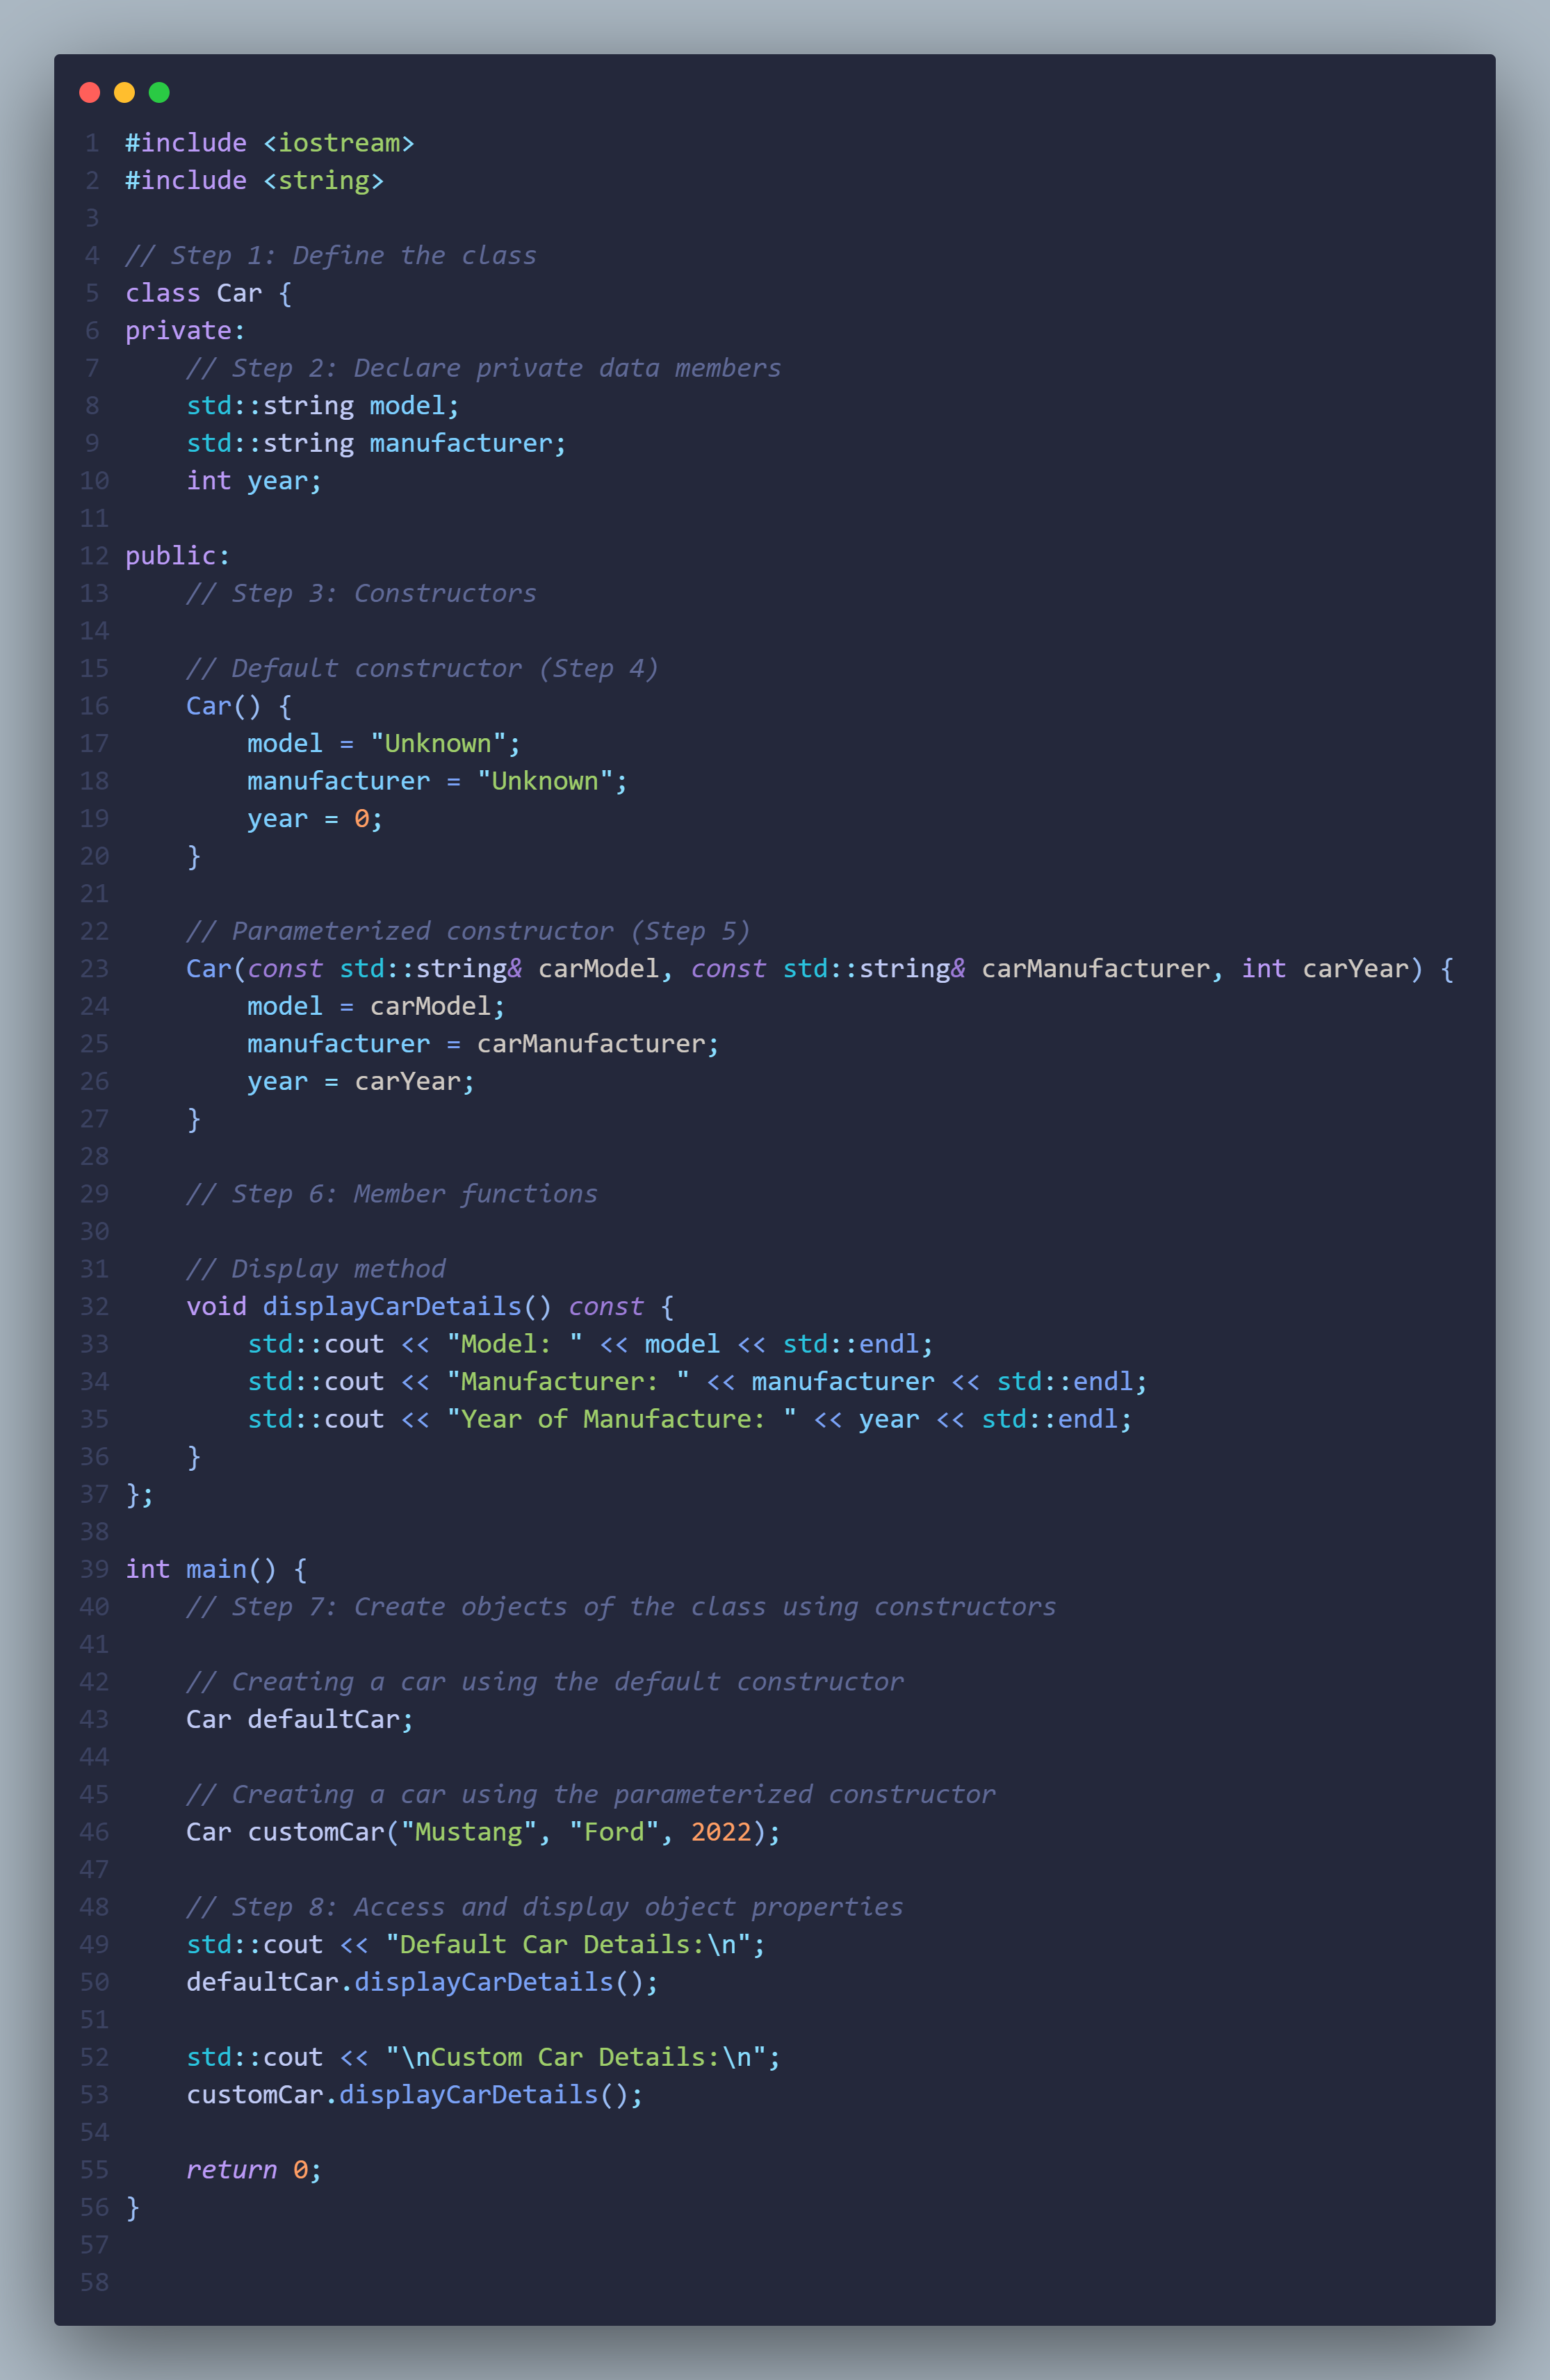 1 #include <iostream>
2 #include <string>
3
4 // Step 1: Define the class
5 class Car {
6 private:
7     // Step 2: Declare private data members
8     std::string model;
9     std::string manufacturer;
10     int year;
11
12 public:
13     // Step 3: Constructors
14
15     // Default constructor (Step 4)
16     Car() {
17         model = "Unknown";
18         manufacturer = "Unknown";
19         year = 0;
20     }
21
22     // Parameterized constructor (Step 5)
23     Car(const std::string& carModel, const std::string& carManufacturer, int carYear) {
24         model = carModel;
25         manufacturer = carManufacturer;
26         year = carYear;
27     }
28
29     // Step 6: Member functions
30
31     // Display method
32     void displayCarDetails() const {
33         std::cout << "Model: " << model << std::endl;
34         std::cout << "Manufacturer: " << manufacturer << std::endl;
35         std::cout << "Year of Manufacture: " << year << std::endl;
36     }
37 };
38
39 int main() {
40     // Step 7: Create objects of the class using constructors
41
42     // Creating a car using the default constructor
43     Car defaultCar;
44
45     // Creating a car using the parameterized constructor
46     Car customCar("Mustang", "Ford", 2022);
47
48     // Step 8: Access and display object properties
49     std::cout << "Default Car Details:\n";
50     defaultCar.displayCarDetails();
51
52     std::cout << "\nCustom Car Details:\n";
53     customCar.displayCarDetails();
54
55     return 0;
56 }
57
58